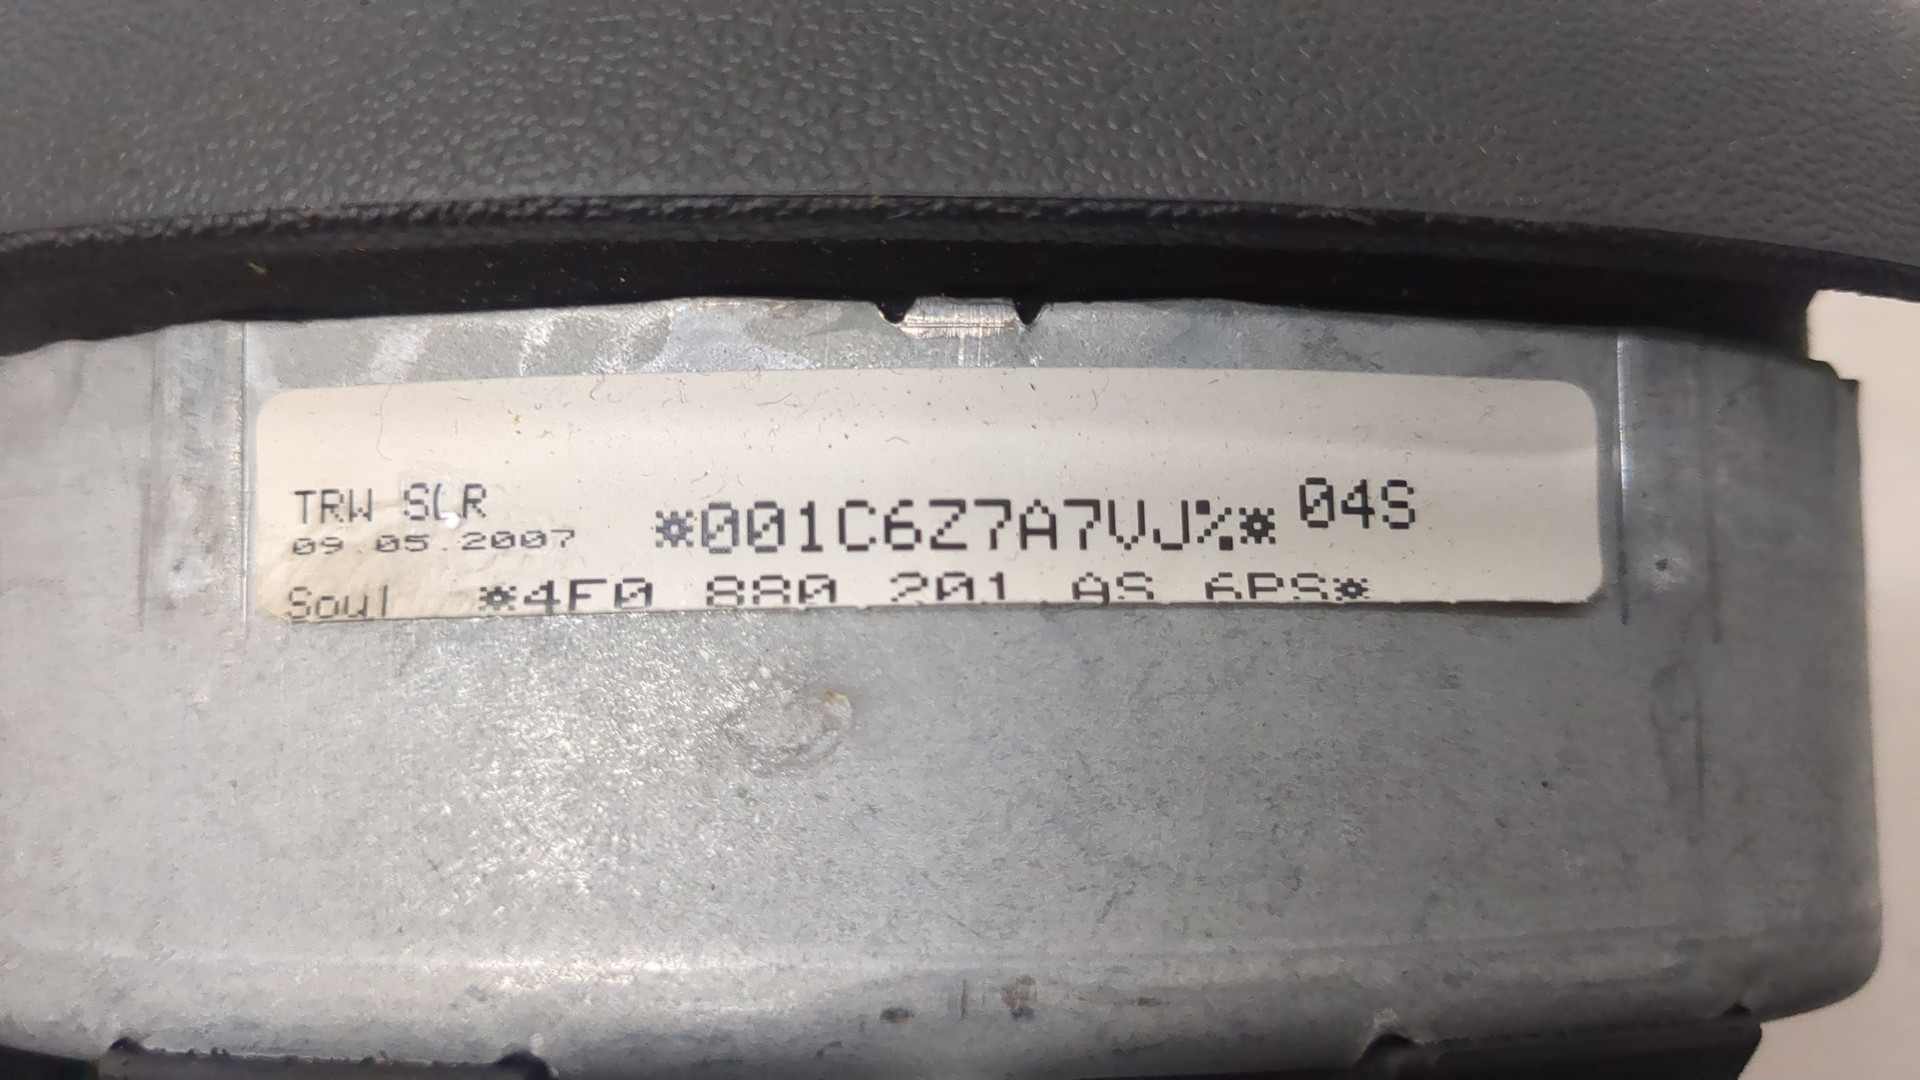 TRW SLR
09.05.2007
*001C6Z7A7VJ%* 04S
Soul *4F0 880 201 AS 6PS*